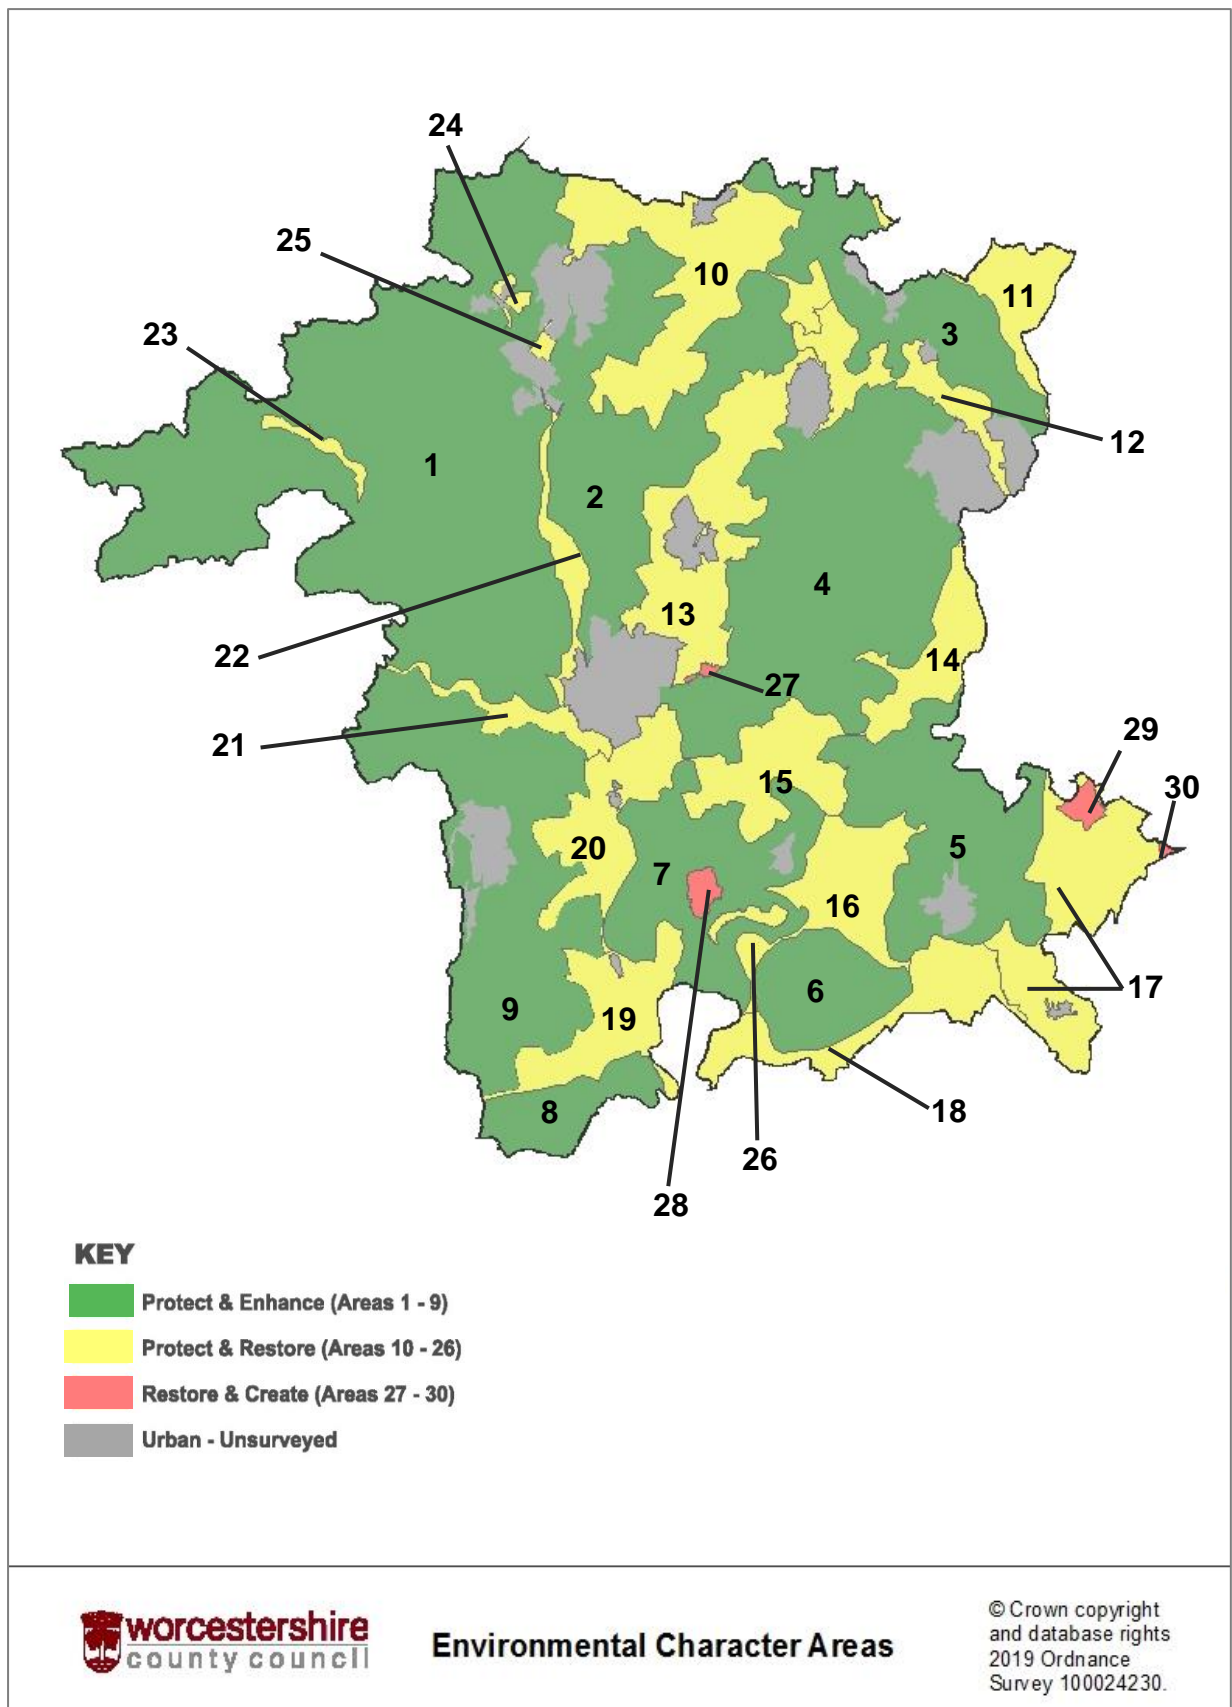 24
25
10
11
23
3
12
1
2
4
13
22
14
27
21
29
15
30
20
5
7
16
17
6
9
19
18
8
26
28
KEY
Protect & Enhance (Areas 1 - 9)
Protect & Restore (Areas 10 - 26)
Restore & Create (Areas 27 - 30)
Urban - Unsurveyed
worcestershire
county council
Environmental Character Areas
© Crown copyright
and database rights
2019 Ordnance
Survey 100024230.